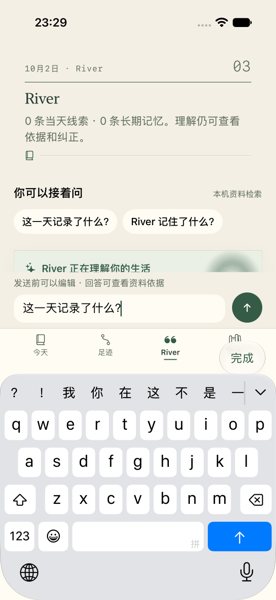 23:29
10月2日 · River
03
River
0 条当天线索 · 0 条长期记忆。理解仍可查看
依据和纠正。
你可以接着问
本机资料检索
这一天记录了什么?
River 记住了什么?
River 正在理解你的生活
发送前可以编辑 · 回答可查看资料依据
这一天记录了什么?
今天
足迹
River
完成
? ! 我 你 在 这 不 是 一
q w e r t y u i o p
a s d f g h j k l
z x c v b n m
123
拼